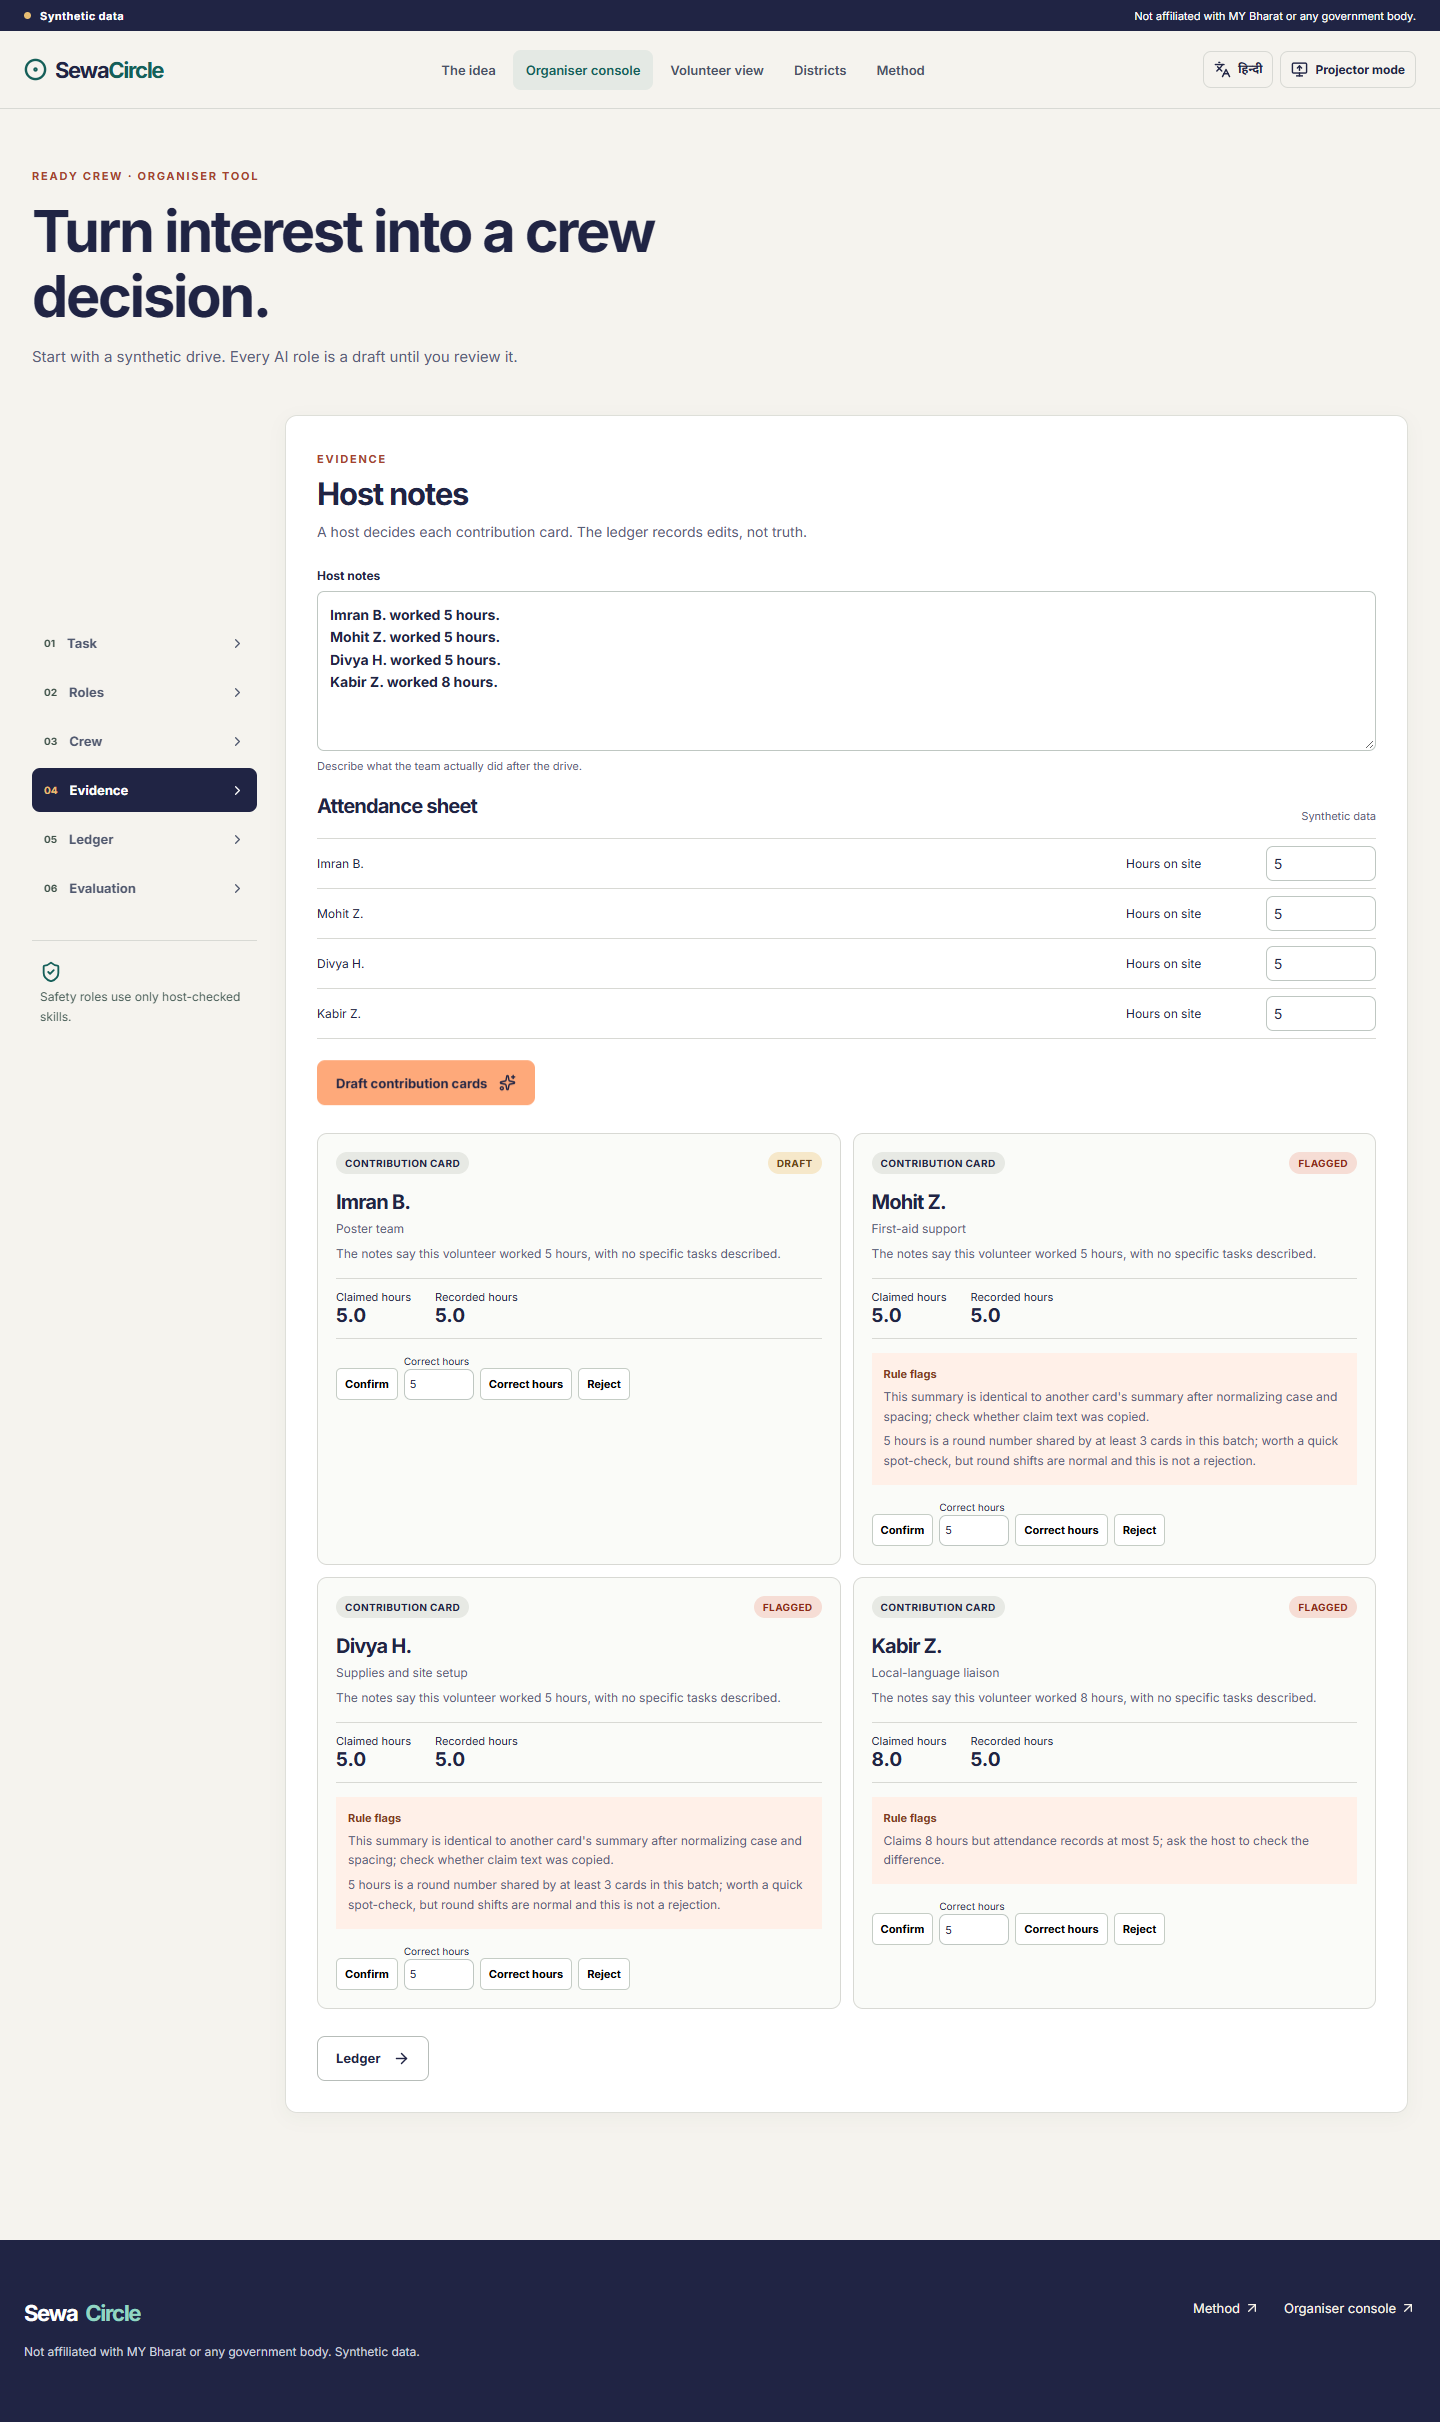 Synthetic data
Not affiliated with MY Bharat or any government body.
SewaCircle
The idea
Organiser console
Volunteer view
Districts
Method
हिन्दी
Projector mode
READY CREW · ORGANISER TOOL
Turn interest into a crew
decision.
Start with a synthetic drive. Every AI role is a draft until you review it.
01 Task
02 Roles
03 Crew
04 Evidence
05 Ledger
06 Evaluation
Safety roles use only host-checked
skills.
EVIDENCE
Host notes
A host decides each contribution card. The ledger records edits, not truth.
Host notes
Imran B. worked 5 hours.
Mohit Z. worked 5 hours.
Divya H. worked 5 hours.
Kabir Z. worked 8 hours.
Describe what the team actually did after the drive.
Attendance sheet
Synthetic data
Imran B. Hours on site 5
Mohit Z. Hours on site 5
Divya H. Hours on site 5
Kabir Z. Hours on site 5
Draft contribution cards
CONTRIBUTION CARD DRAFT
Imran B.
Poster team
The notes say this volunteer worked 5 hours, with no specific tasks described.
Claimed hours Recorded hours
5.0 5.0
Correct hours
Confirm 5 Correct hours Reject
CONTRIBUTION CARD FLAGGED
Mohit Z.
First-aid support
The notes say this volunteer worked 5 hours, with no specific tasks described.
Claimed hours Recorded hours
5.0 5.0
Rule flags
This summary is identical to another card's summary after normalizing case and
spacing; check whether claim text was copied.
5 hours is a round number shared by at least 3 cards in this batch; worth a quick
spot-check, but round shifts are normal and this is not a rejection.
Correct hours
Confirm 5 Correct hours Reject
CONTRIBUTION CARD FLAGGED
Divya H.
Supplies and site setup
The notes say this volunteer worked 5 hours, with no specific tasks described.
Claimed hours Recorded hours
5.0 5.0
Rule flags
This summary is identical to another card's summary after normalizing case and
spacing; check whether claim text was copied.
5 hours is a round number shared by at least 3 cards in this batch; worth a quick
spot-check, but round shifts are normal and this is not a rejection.
Correct hours
Confirm 5 Correct hours Reject
CONTRIBUTION CARD FLAGGED
Kabir Z.
Local-language liaison
The notes say this volunteer worked 8 hours, with no specific tasks described.
Claimed hours Recorded hours
8.0 5.0
Rule flags
Claims 8 hours but attendance records at most 5; ask the host to check the
difference.
Correct hours
Confirm 5 Correct hours Reject
Ledger
Sewa Circle
Not affiliated with MY Bharat or any government body. Synthetic data.
Method
Organiser console